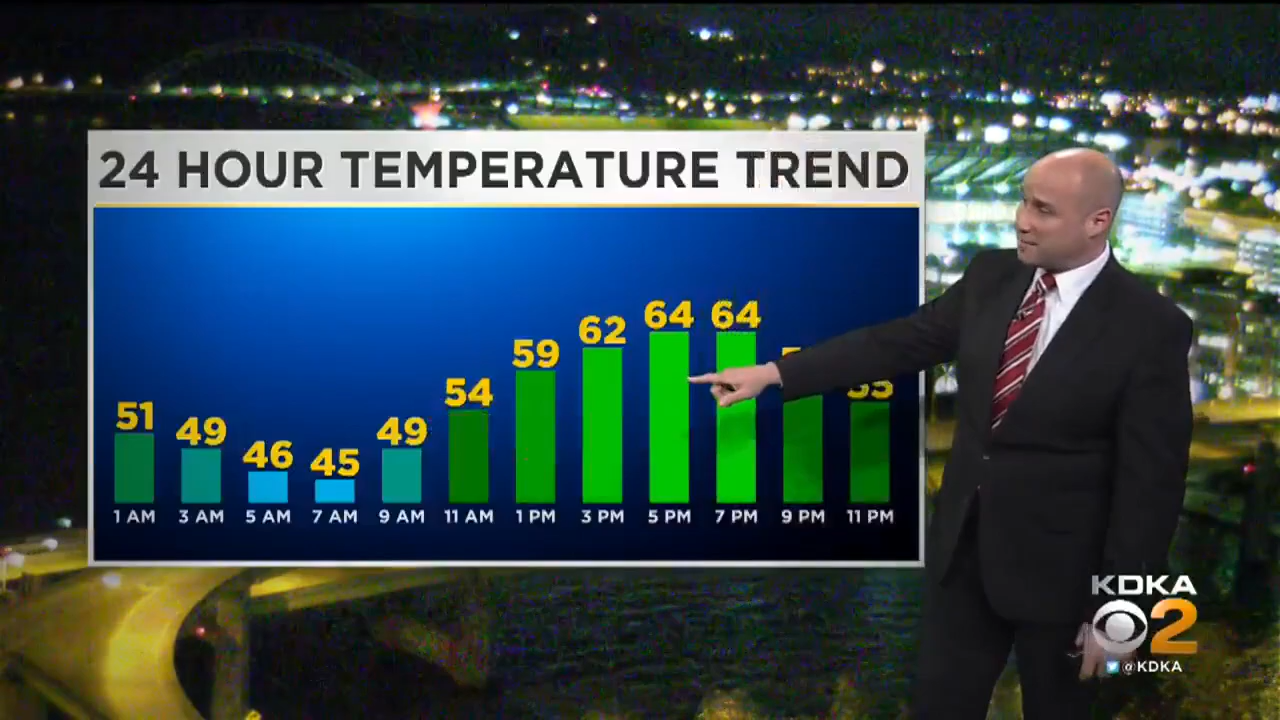 24 HOUR TEMPERATURE TREND
51 49 46 45 49 54 59 62 64 64 55
1 AM 3 AM 5 AM 7 AM 9 AM 11 AM 1 PM 3 PM 5 PM 7 PM 9 PM 11 PM
KDKA
2
@KDKA